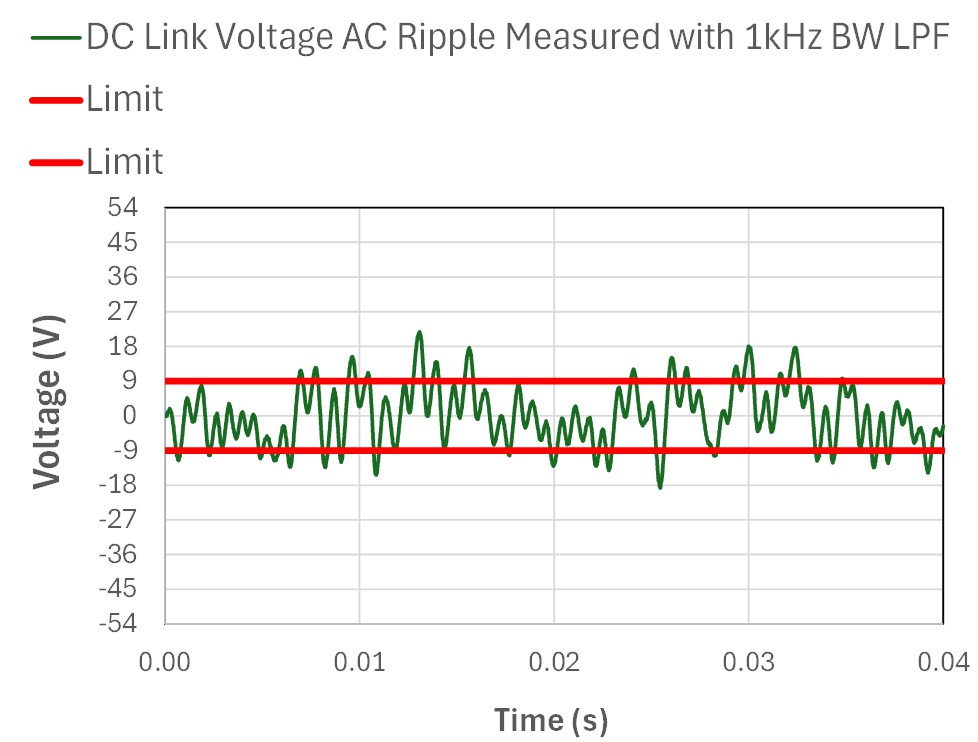 DC Link Voltage AC Ripple Measured with 1kHz BW LPF
Limit
Limit
54
45
36
27
18
9
0
-9
-18
-27
-36
-45
-54
Voltage (V)
0.00 0.01 0.02 0.03 0.04
Time (s)